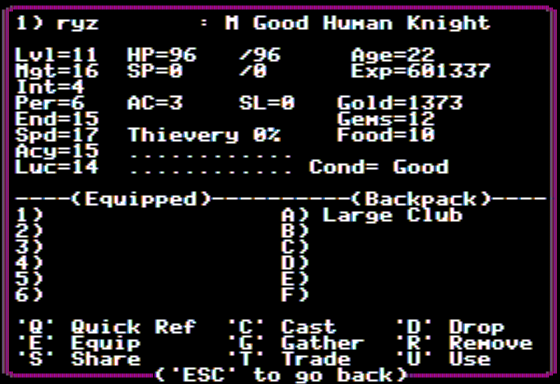 1) ryz : M Good Human Knight
Lvl=11 HP=96 /96 Age=22
Mgt=16 SP=0 /0 Exp=601337
Int=4
Per=6 AC=3 SL=0 Gold=1373
End=15 Gems=12
Spd=17 Thievery 0% Food=10
Acy=15 ............
Luc=14 ............ Cond= Good
----(Equipped)----------(Backpack)----
1) A) Large Club
2) B)
3) C)
4) D)
5) E)
6) F)
'Q' Quick Ref 'C' Cast 'D' Drop
'E' Equip 'G' Gather 'R' Remove
'S' Share 'T' Trade 'U' Use
('ESC' to go back)